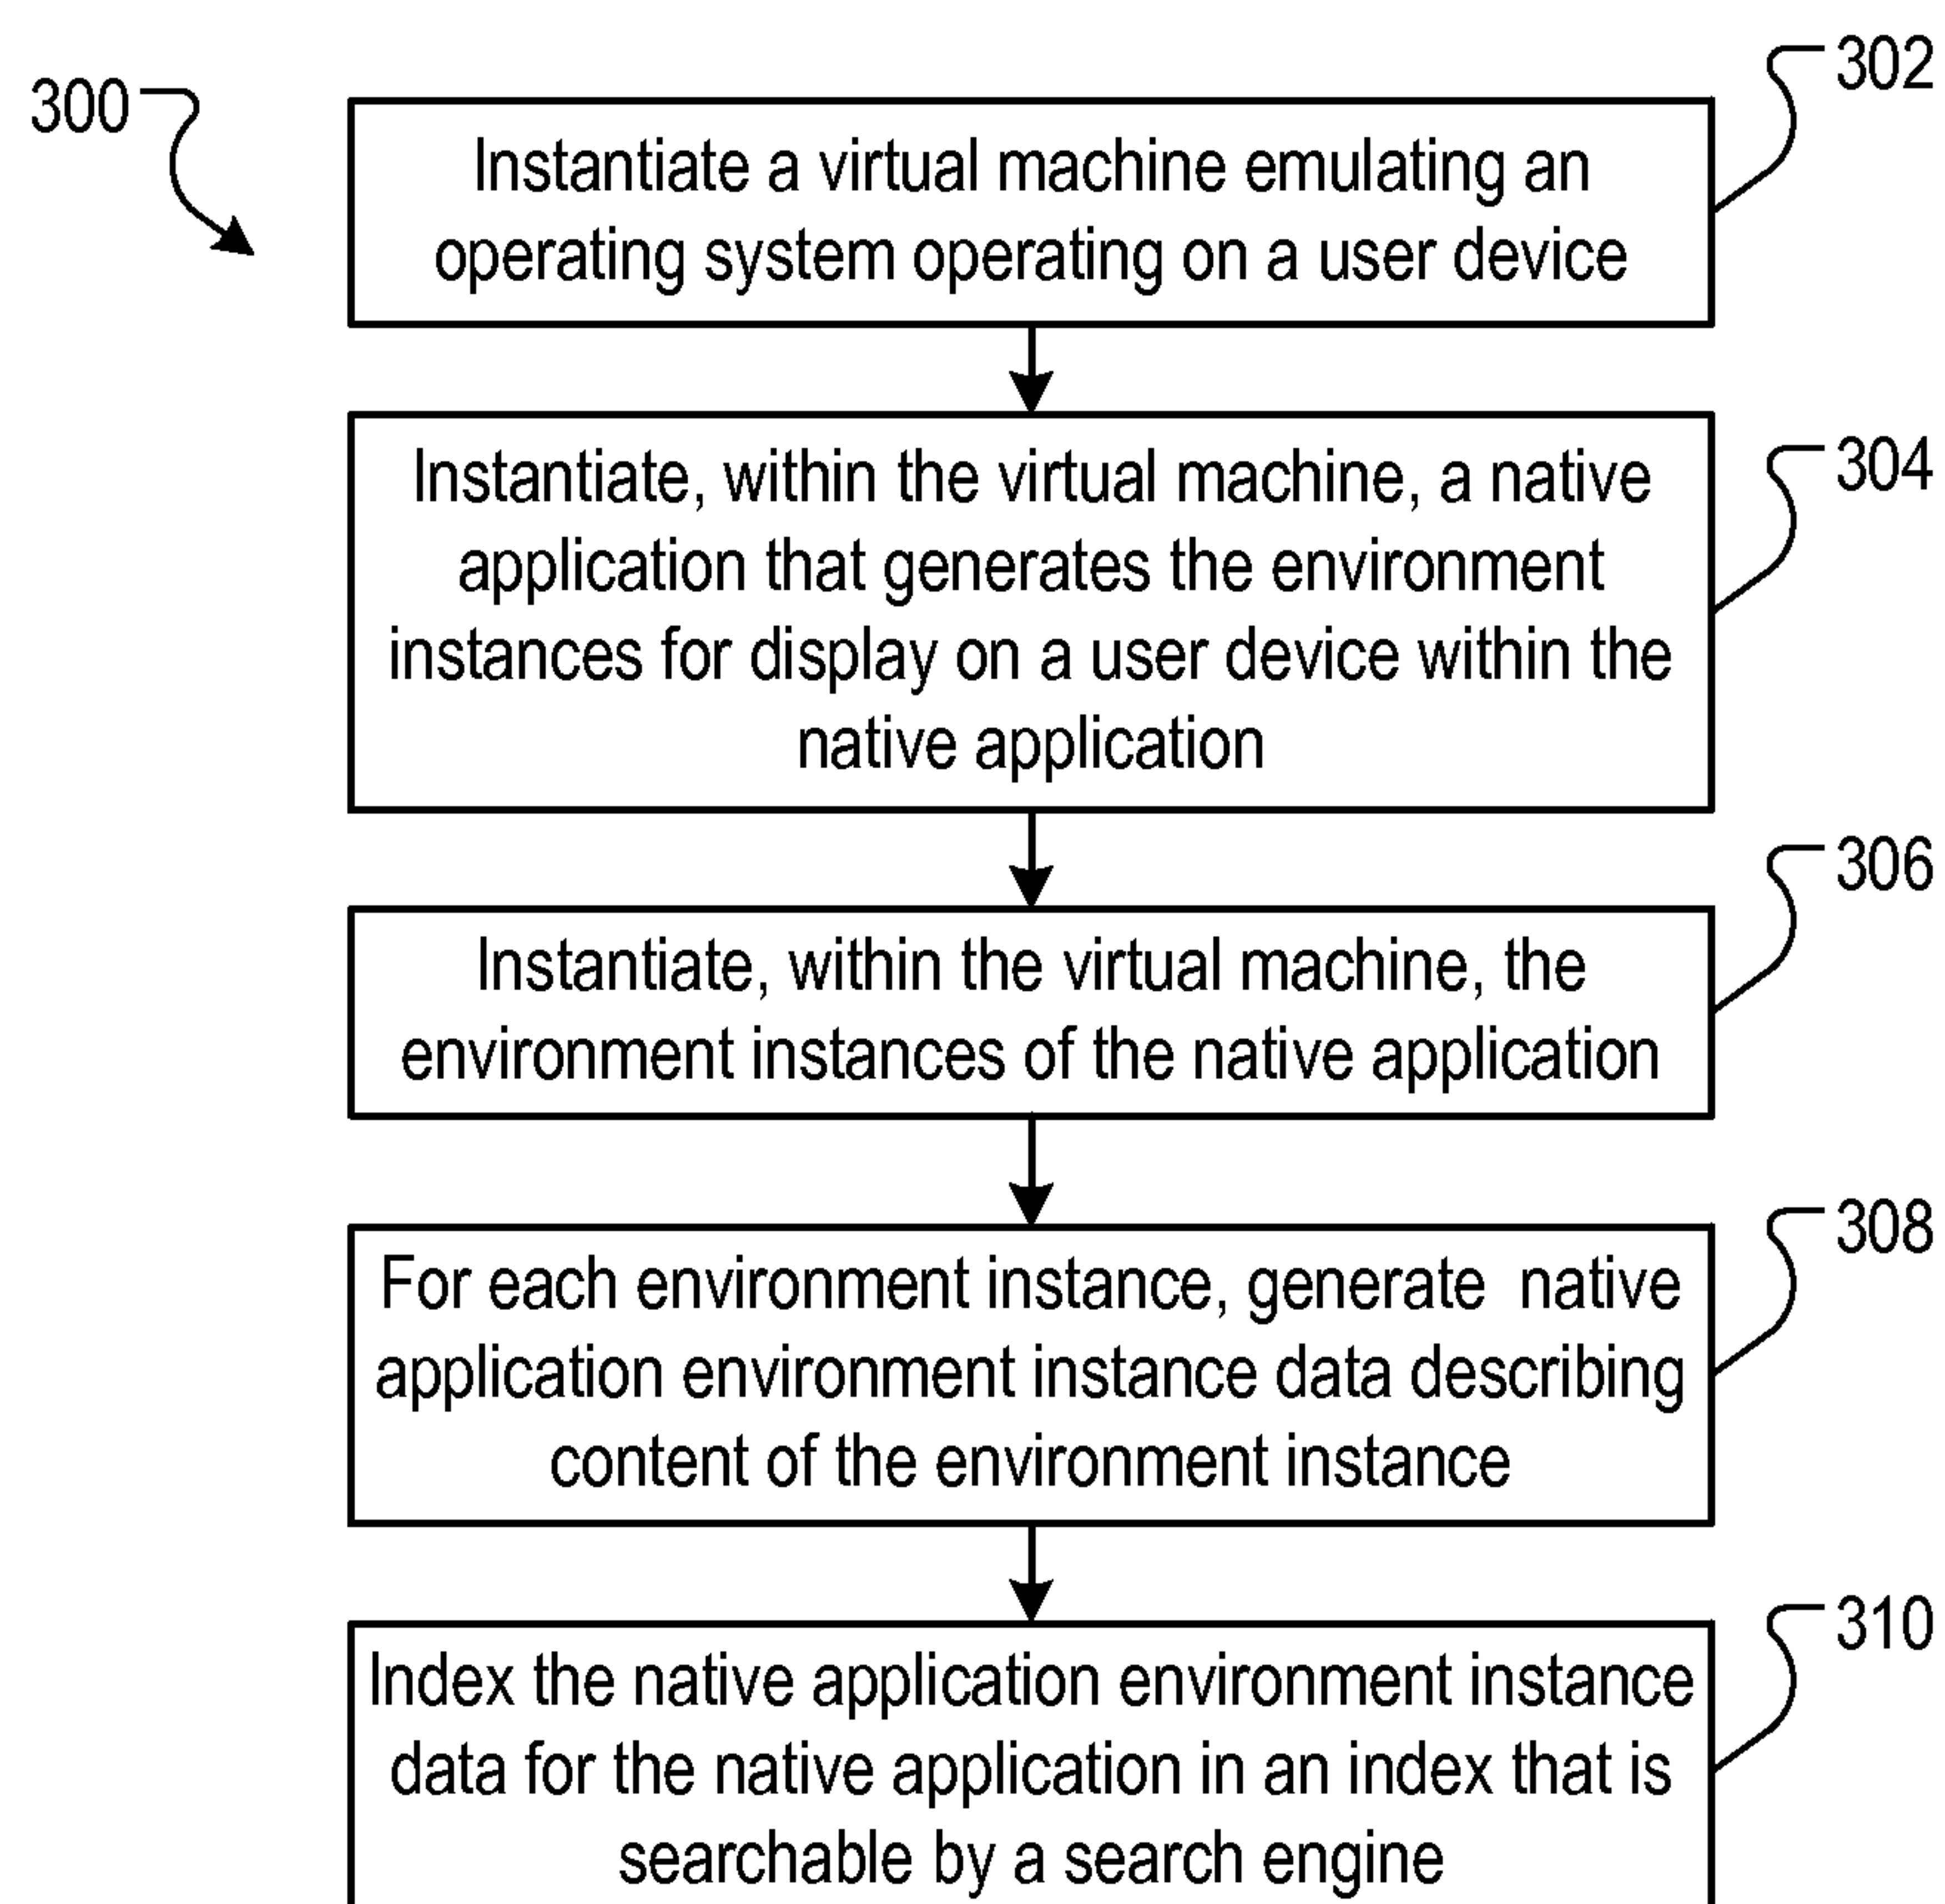 300
302
Instantiate a virtual machine emulating an
operating system operating on a user device
304
Instantiate, within the virtual machine, a native
application that generates the environment
instances for display on a user device within the
native application
306
Instantiate, within the virtual machine, the
environment instances of the native application
308
For each environment instance, generate native
application environment instance data describing
content of the environment instance
310
Index the native application environment instance
data for the native application in an index that is
searchable by a search engine